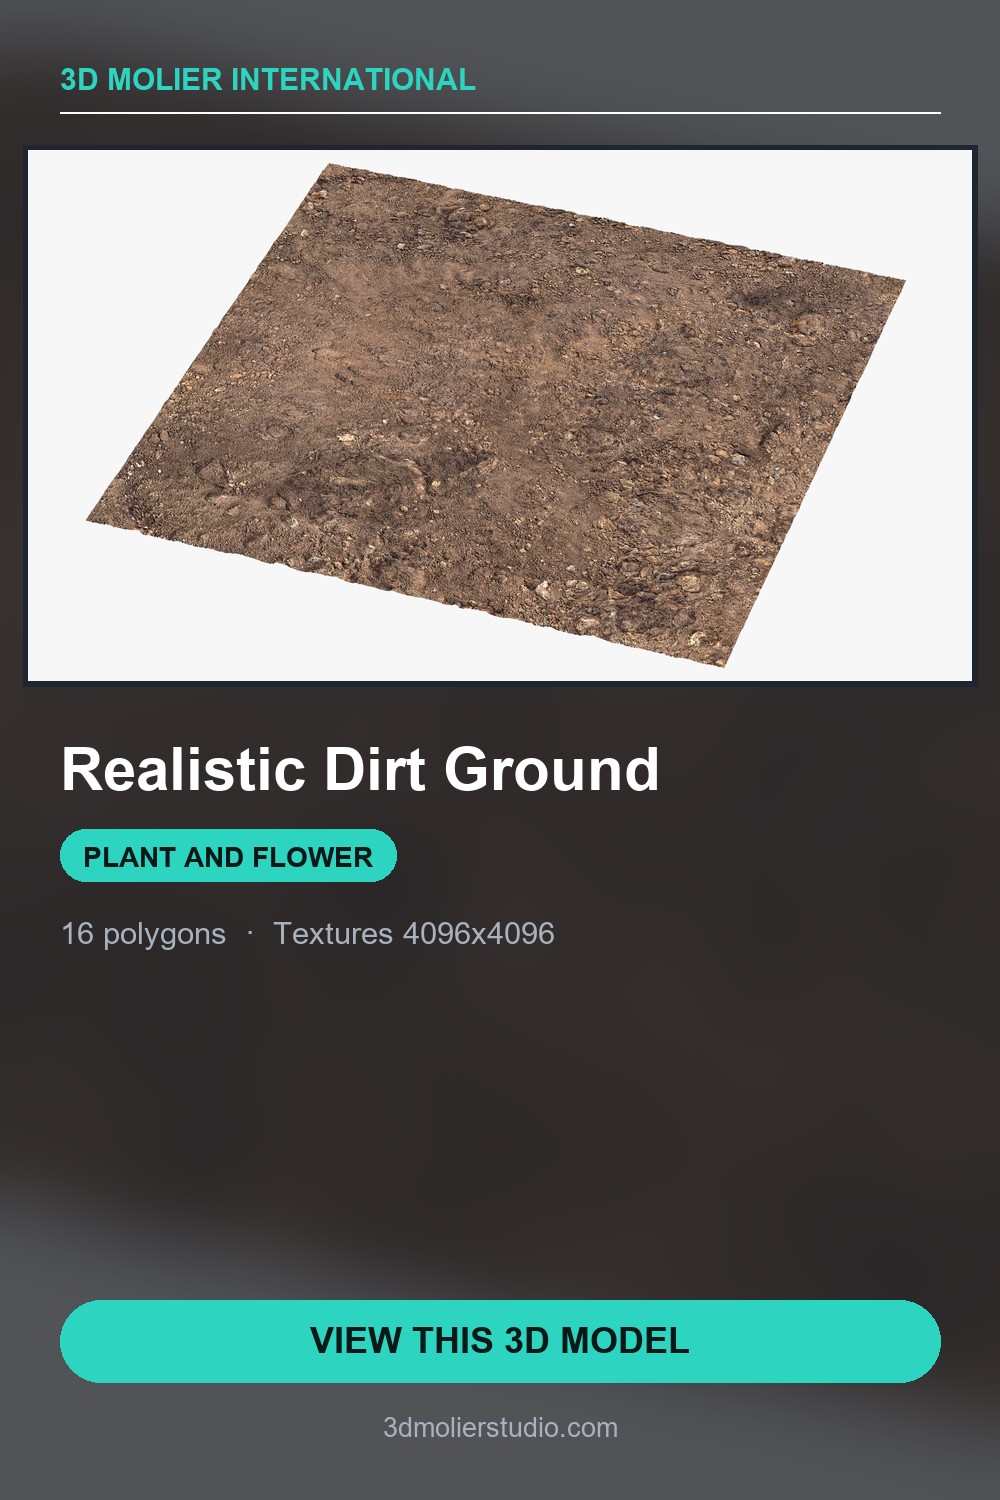 3D MOLIER INTERNATIONAL
Realistic Dirt Ground
PLANT AND FLOWER
16 polygons · Textures 4096x4096
VIEW THIS 3D MODEL
3dmolierstudio.com